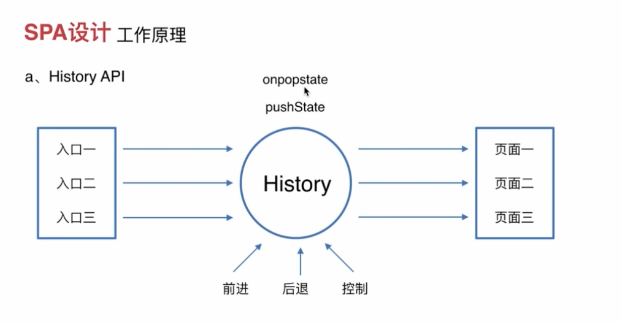 SPA设计 工作原理
a、History API
onpopstate
pushState
入口一
入口二
入口三
History
页面一
页面二
页面三
前进 后退 控制